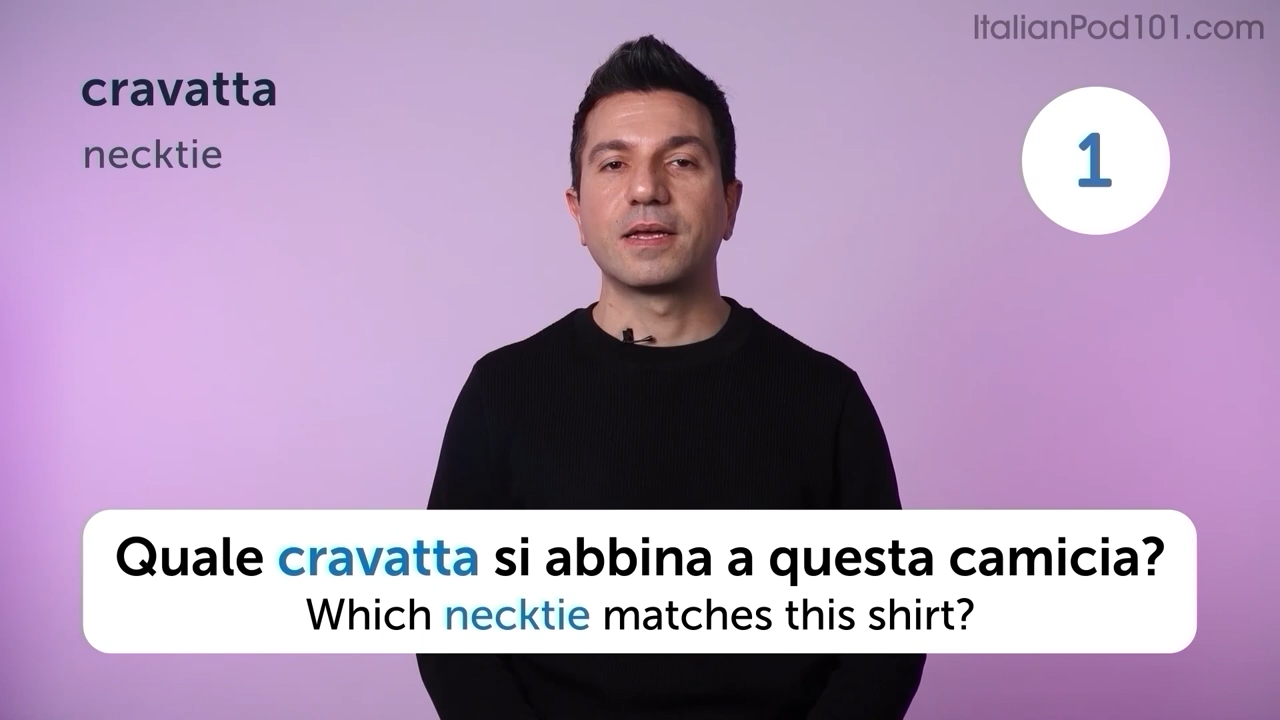 ItalianPod101.com
cravatta
necktie
1
Quale cravatta si abbina a questa camicia?
Which necktie matches this shirt?